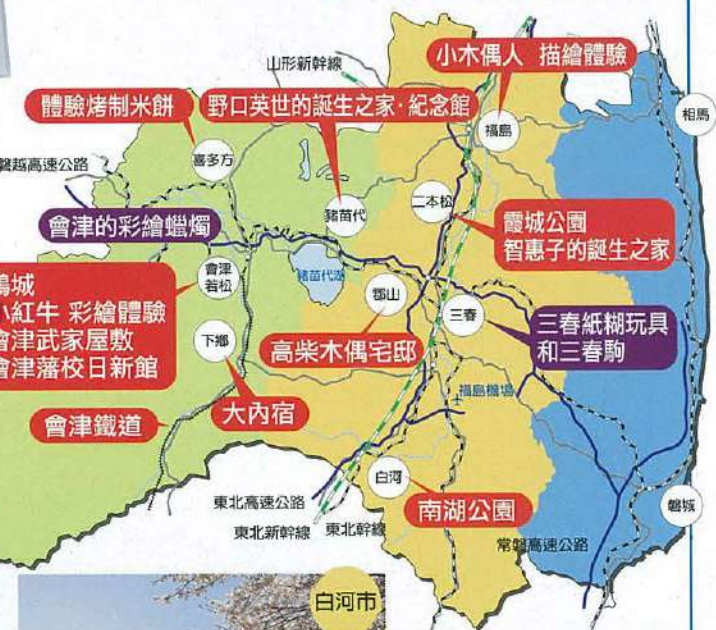 小木偶人 描繪體驗
山形新幹線
體驗烤制米餅
野口英世的誕生之家・紀念館
相馬
福島
磐越高速公路
喜多方
豬苗代
二本松
會津的彩繪蠟燭
霞城公園
智惠子的誕生之家
會津
若松
豬苗代湖
鶴城
小紅牛 彩繪體驗
會津武家屋敷
會津藩校日新館
郡山
三春
三春紙糊玩具
和三春駒
下鄉
高柴木偶宅邸
福島機場
大內宿
會津鐵道
白河
南湖公園
磐城
東北高速公路
東北新幹線
東北幹線
常磐高速公路
白河市